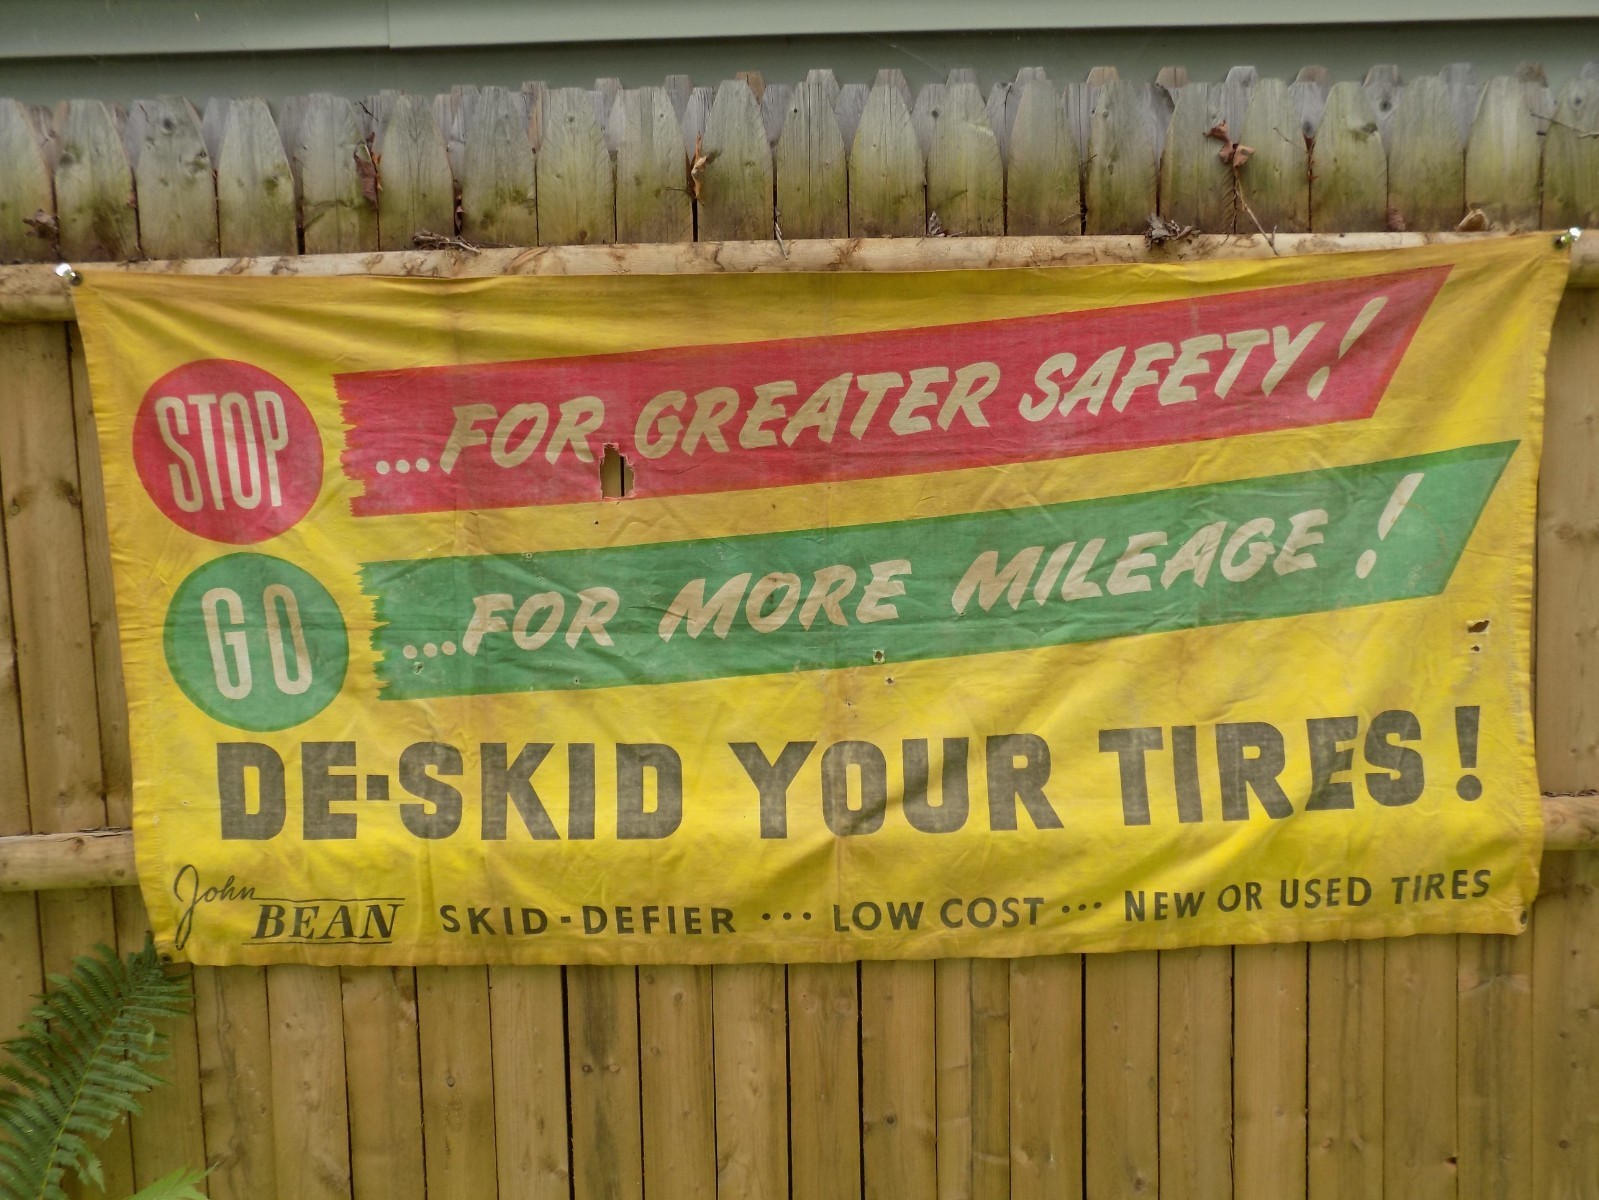 STOP ...FOR GREATER SAFETY!
GO ...FOR MORE MILEAGE!
DE-SKID YOUR TIRES!
John BEAN SKID-DEFIER ... LOW COST ... NEW OR USED TIRES